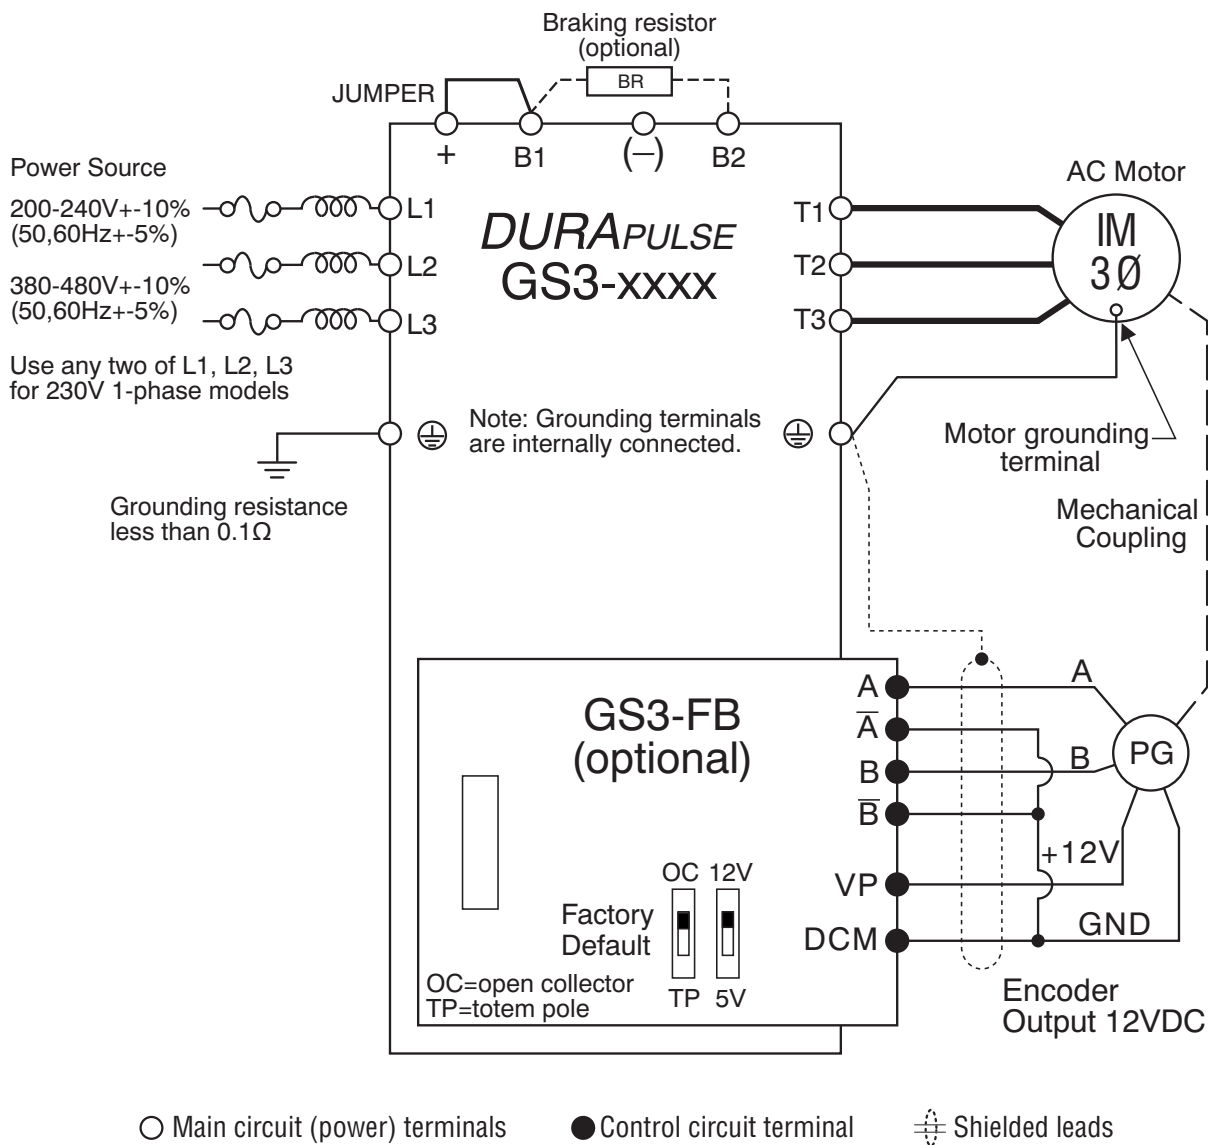 Braking resistor
(optional)
BR
JUMPER
+
B1
(—)
B2
Power Source
200-240V+-10%
(50,60Hz+-5%)
380-480V+-10%
(50,60Hz+-5%)
Use any two of L1, L2, L3
for 230V 1-phase models
L1
L2
L3
DURAPULSE
GS3-xxxx
T1
T2
T3
AC Motor
IM
3Ø
Note: Grounding terminals
are internally connected.
Motor grounding
terminal
Grounding resistance
less than 0.1Ω
Mechanical
Coupling
GS3-FB
(optional)
A
A̅
B
B̅
VP
DCM
A
B
PG
+12V
GND
OC 12V
Factory
Default
TP 5V
OC=open collector
TP=totem pole
Encoder
Output 12VDC
Main circuit (power) terminals
Control circuit terminal
Shielded leads